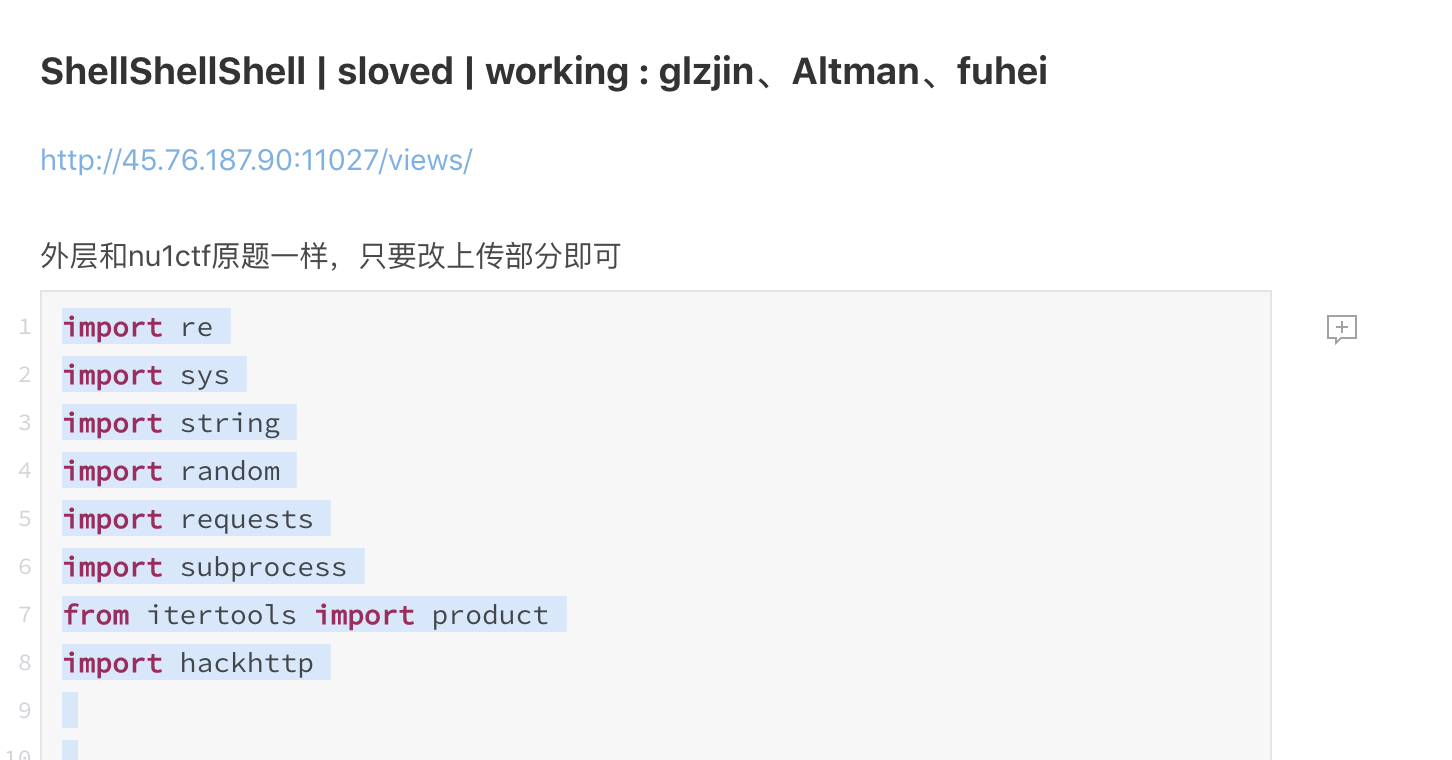 ShellShellShell | sloved | working : glzjin、Altman、fuhei
http://45.76.187.90:11027/views/
外层和nu1ctf原题一样，只要改上传部分即可
1 import re
2 import sys
3 import string
4 import random
5 import requests
6 import subprocess
7 from itertools import product
8 import hackhttp
9
10